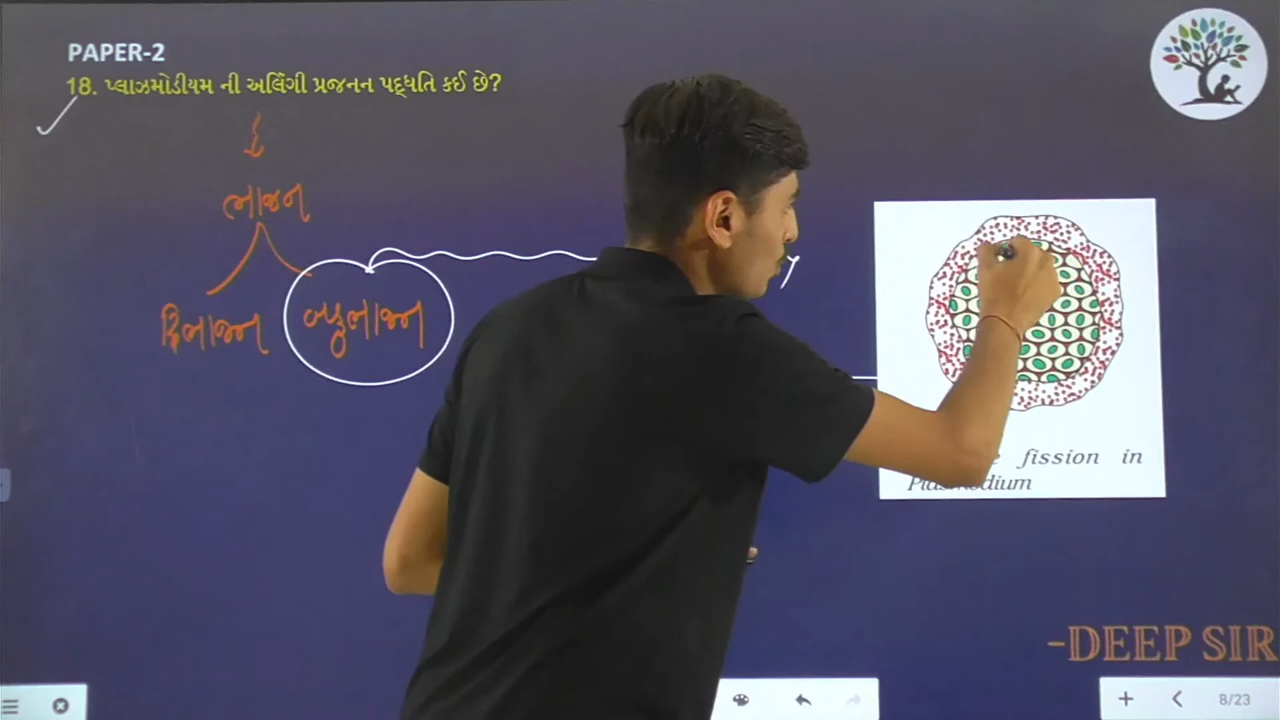 PAPER-2
18. પ્લાઝમોડીયમ ની અલિંગી પ્રજનન પદ્ધતિ કઈ છે?
ભાજન
દ્વિભાજન
બહુભાજન
fission in
Plasmodium
-DEEP SIR
8/23